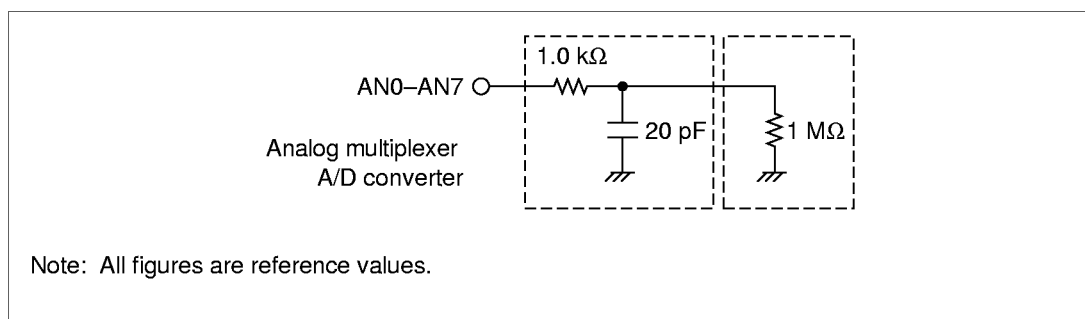 1.0 kΩ
AN0–AN7
20 pF
1 MΩ
Analog multiplexer
A/D converter
Note: All figures are reference values.